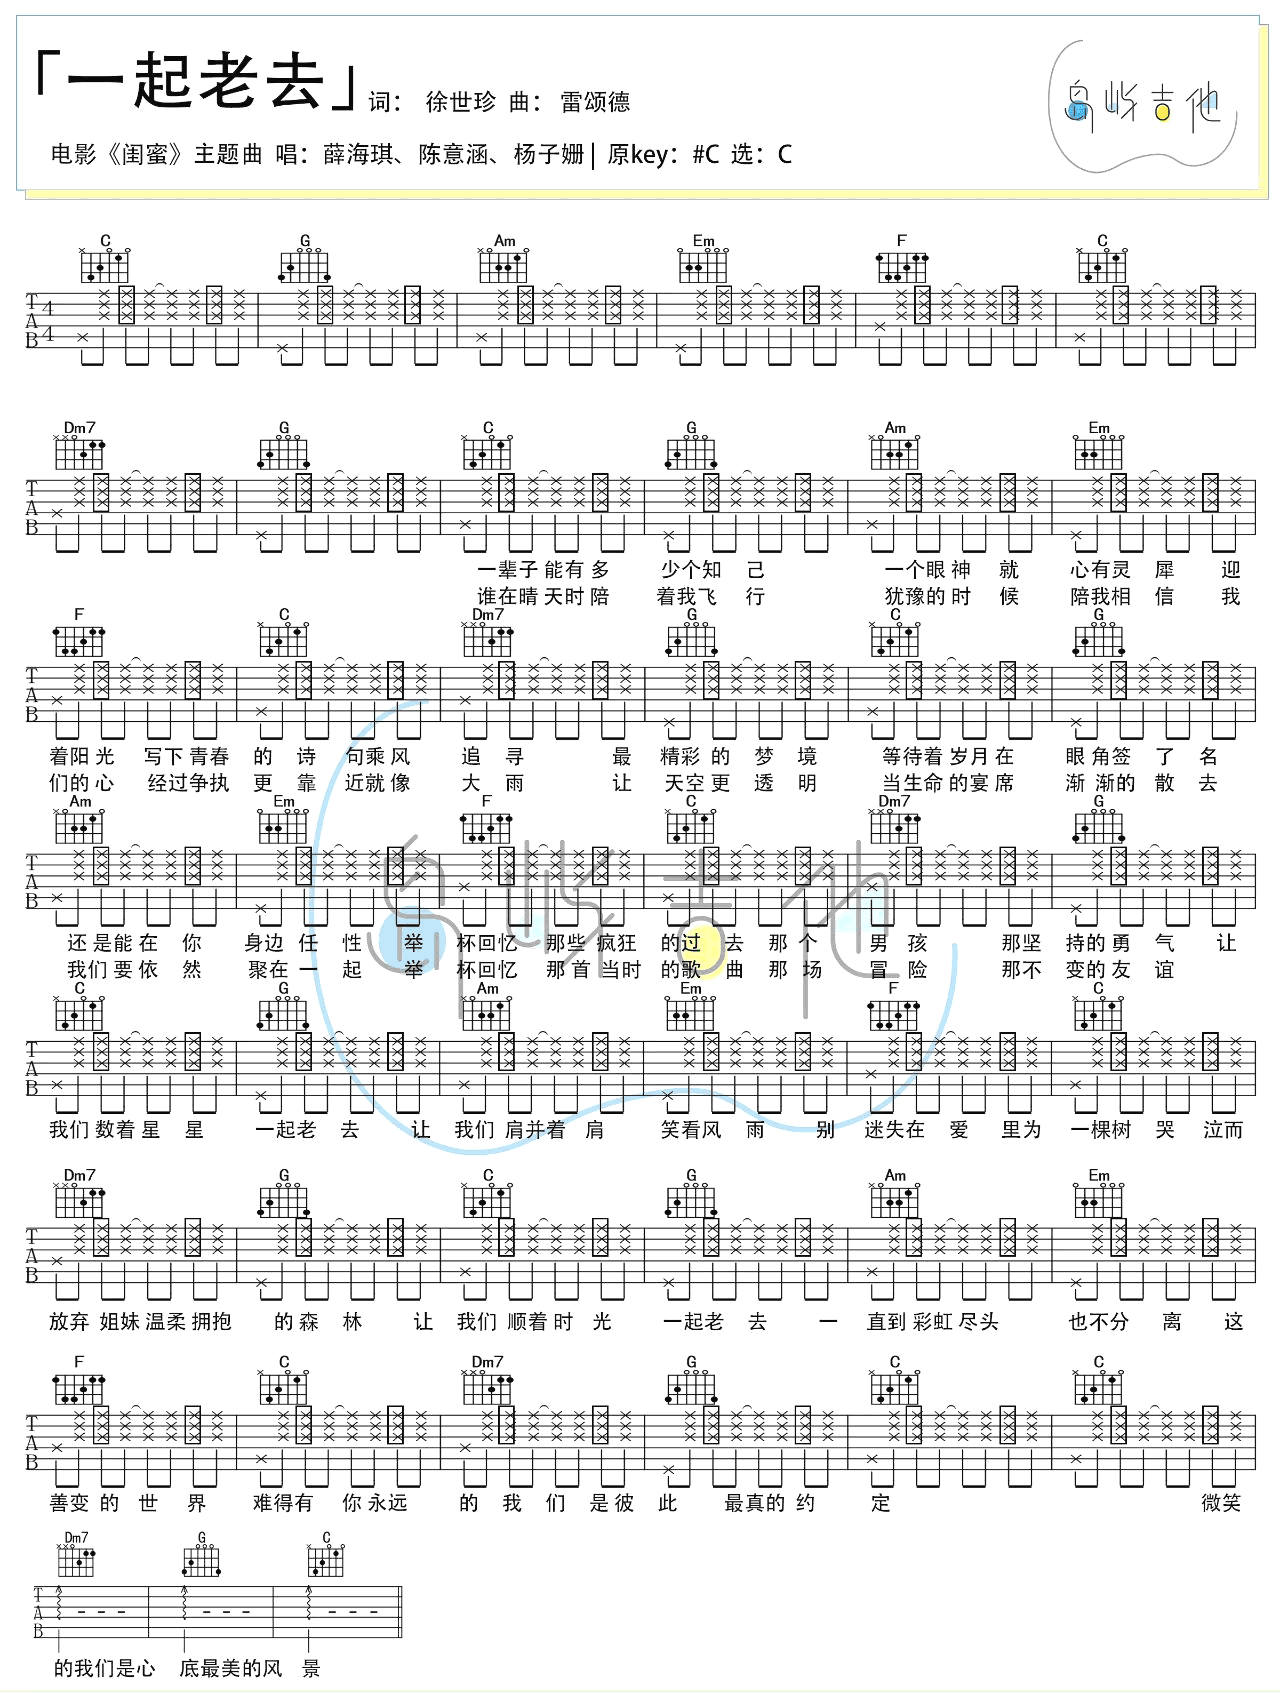 「一起老去」词： 徐世珍 曲：雷颂德
鸟收吉他
电影《闺蜜》主题曲 唱：薛海琪、陈意涵、杨子姗| 原key：#C 选：C
C G Am Em F C
T 4
A
B 4
Dm7 G C G Am Em
T
A
B
一辈子 能有 多 少个知 己 一个眼 神 就 心有灵 犀 迎
谁在晴 天时 陪 着我飞 行 犹豫的 时 候 陪我相 信 我
F C Dm7 G C G
T
A
B
着阳 光 写下 青春 的 诗 句乘风 追 寻 最 精彩 的 梦 境 等待着 岁月 在 眼 角签 了 名
们的 心 经过争执 更 靠 近就像 大 雨 让 天空 更 透 明 当生命 的宴 席 渐 渐的 散 去
Am Em F C Dm7 G
T
A
B
还 是能 在 你 身边 任 性 举 杯回忆 那些 疯狂 的过 去 那 个 男 孩 那坚 持的 勇 气 让
我们 要 依 然 聚在 一 起 举 杯回忆 那首 当时 的歌 曲 那 场 冒 险 那不 变的 友 谊
鸟收吉他
C G Am Em F C
T
A
B
我们 数着 星 星 一起老 去 让 我们 肩并着 肩 笑看风 雨 别 迷失在 爱 里为 一棵树 哭 泣而
Dm7 G C G Am Em
T
A
B
放弃 姐妹 温柔 拥抱 的 森 林 让 我们 顺着 时 光 一起老 去 一 直到 彩虹 尽头 也不分 离 这
F C Dm7 G C C
T
A
B
善变 的 世 界 难得有 你 永远 的 我 们 是彼 此 最真的 约 定 微笑
Dm7 G C
T
A
B
的我们是心 底最美的风 景